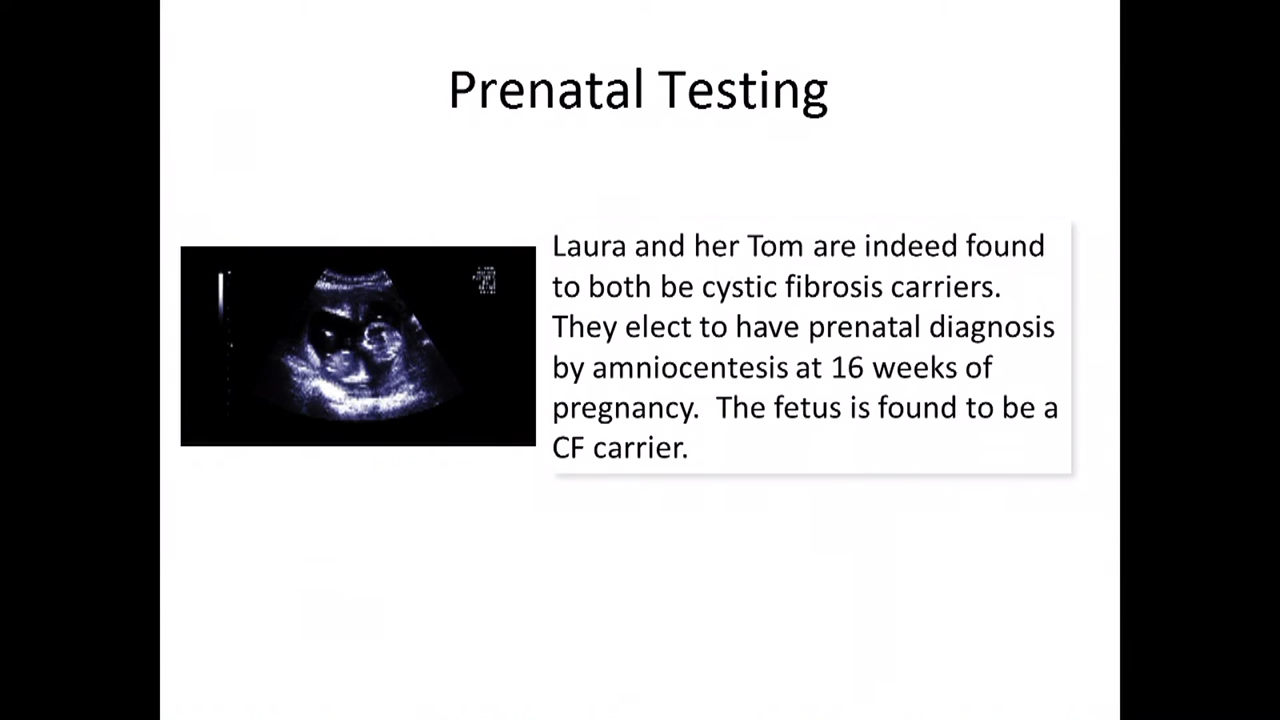 Prenatal Testing
Laura and her Tom are indeed found
to both be cystic fibrosis carriers.
They elect to have prenatal diagnosis
by amniocentesis at 16 weeks of
pregnancy.  The fetus is found to be a
CF carrier.